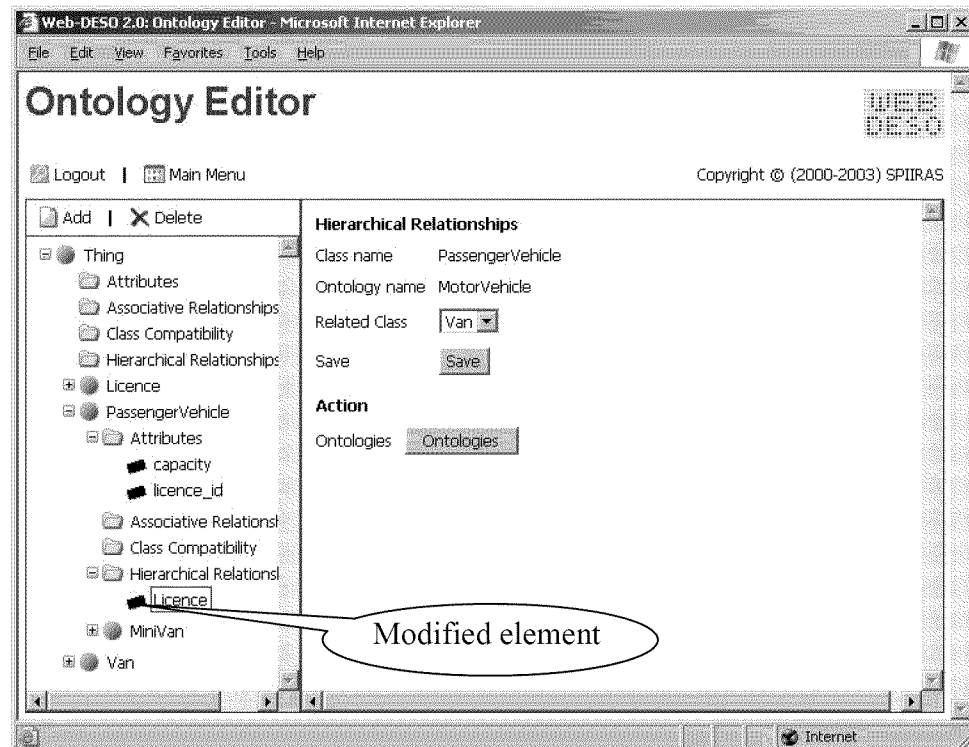 Web-DESO 2.0: Ontology Editor - Microsoft Internet Explorer
File Edit View Favorites Tools Help
Ontology Editor
WEB
DESO
Logout | Main Menu
Copyright © (2000-2003) SPIIRAS
Add | Delete
Thing
Attributes
Associative Relationships
Class Compatibility
Hierarchical Relationships
Licence
PassengerVehicle
Attributes
capacity
licence_id
Associative Relationsh
Class Compatibility
Hierarchical Relationsl
Licence
MiniVan
Van
Hierarchical Relationships
Class name PassengerVehicle
Ontology name MotorVehicle
Related Class Van
Save Save
Action
Ontologies Ontologies
Modified element
Internet